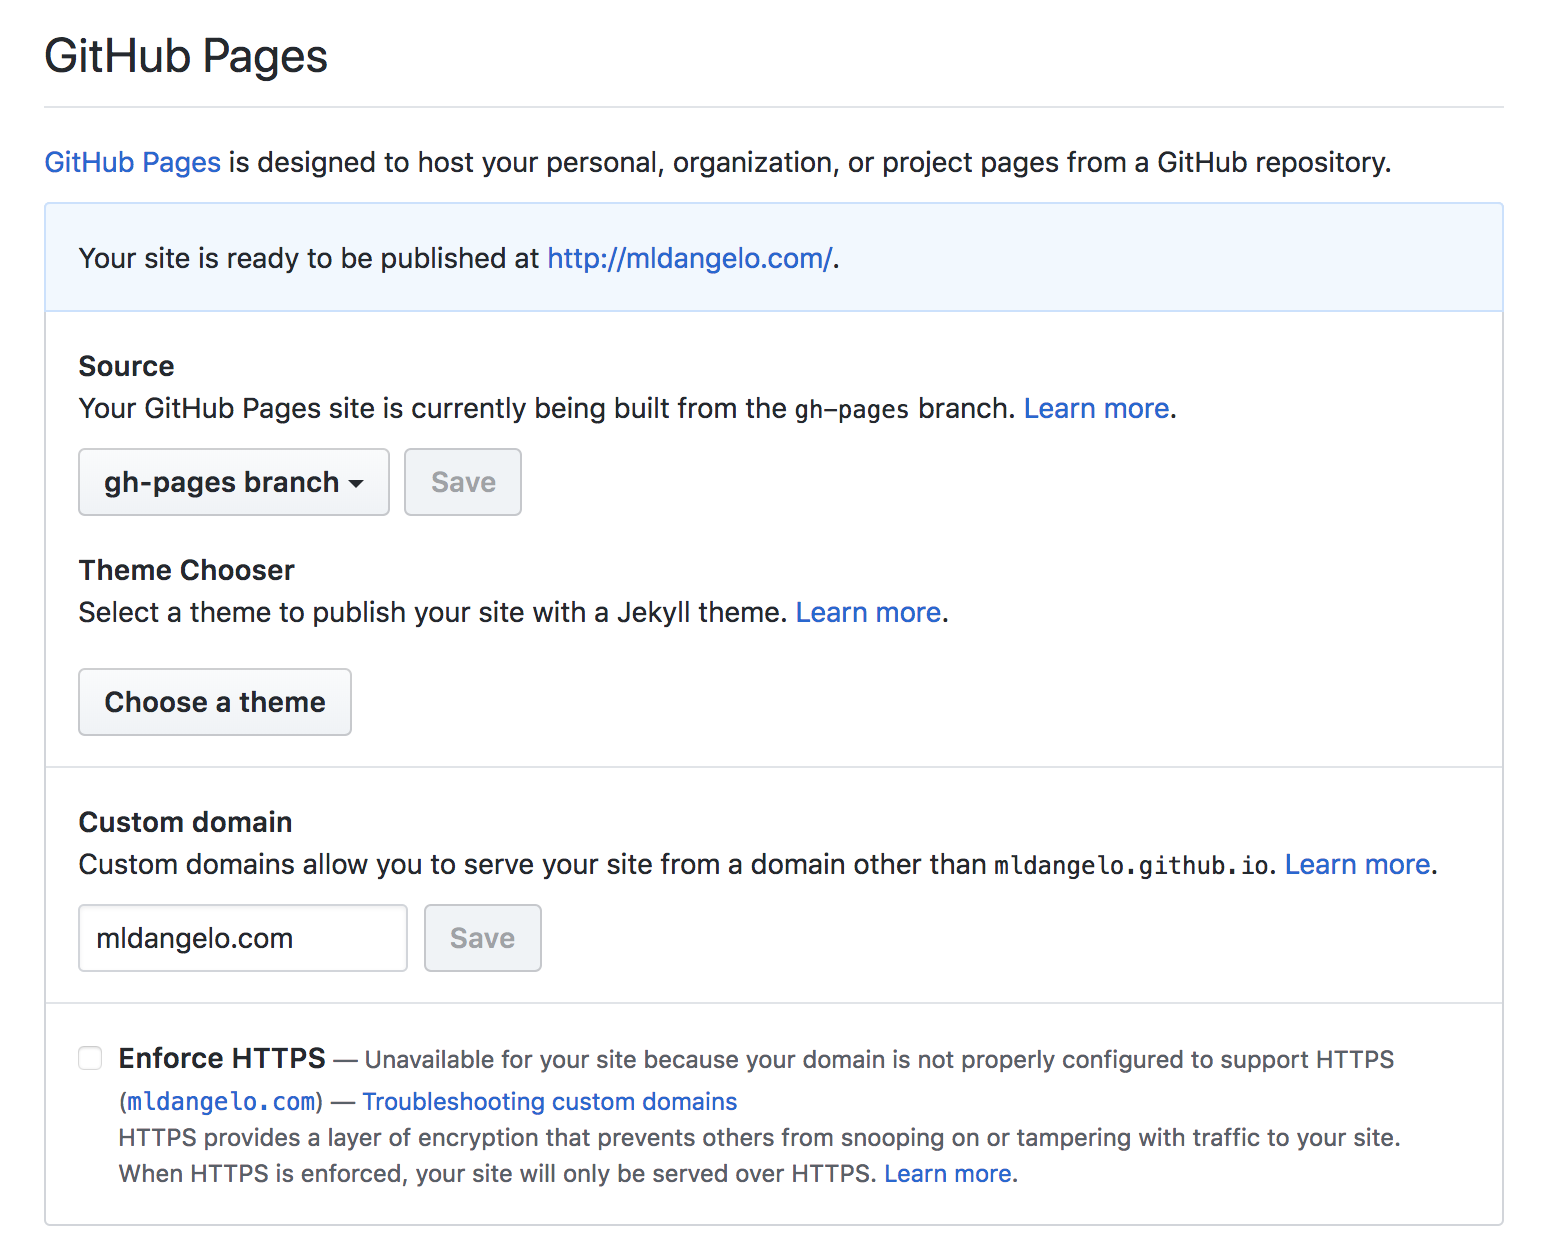 GitHub Pages
GitHub Pages is designed to host your personal, organization, or project pages from a GitHub repository.
Your site is ready to be published at http://mldangelo.com/.
Source
Your GitHub Pages site is currently being built from the gh-pages branch. Learn more.
gh-pages branch Save
Theme Chooser
Select a theme to publish your site with a Jekyll theme. Learn more.
Choose a theme
Custom domain
Custom domains allow you to serve your site from a domain other than mldangelo.github.io. Learn more.
mldangelo.com Save
Enforce HTTPS — Unavailable for your site because your domain is not properly configured to support HTTPS
(mldangelo.com) — Troubleshooting custom domains
HTTPS provides a layer of encryption that prevents others from snooping on or tampering with traffic to your site.
When HTTPS is enforced, your site will only be served over HTTPS. Learn more.